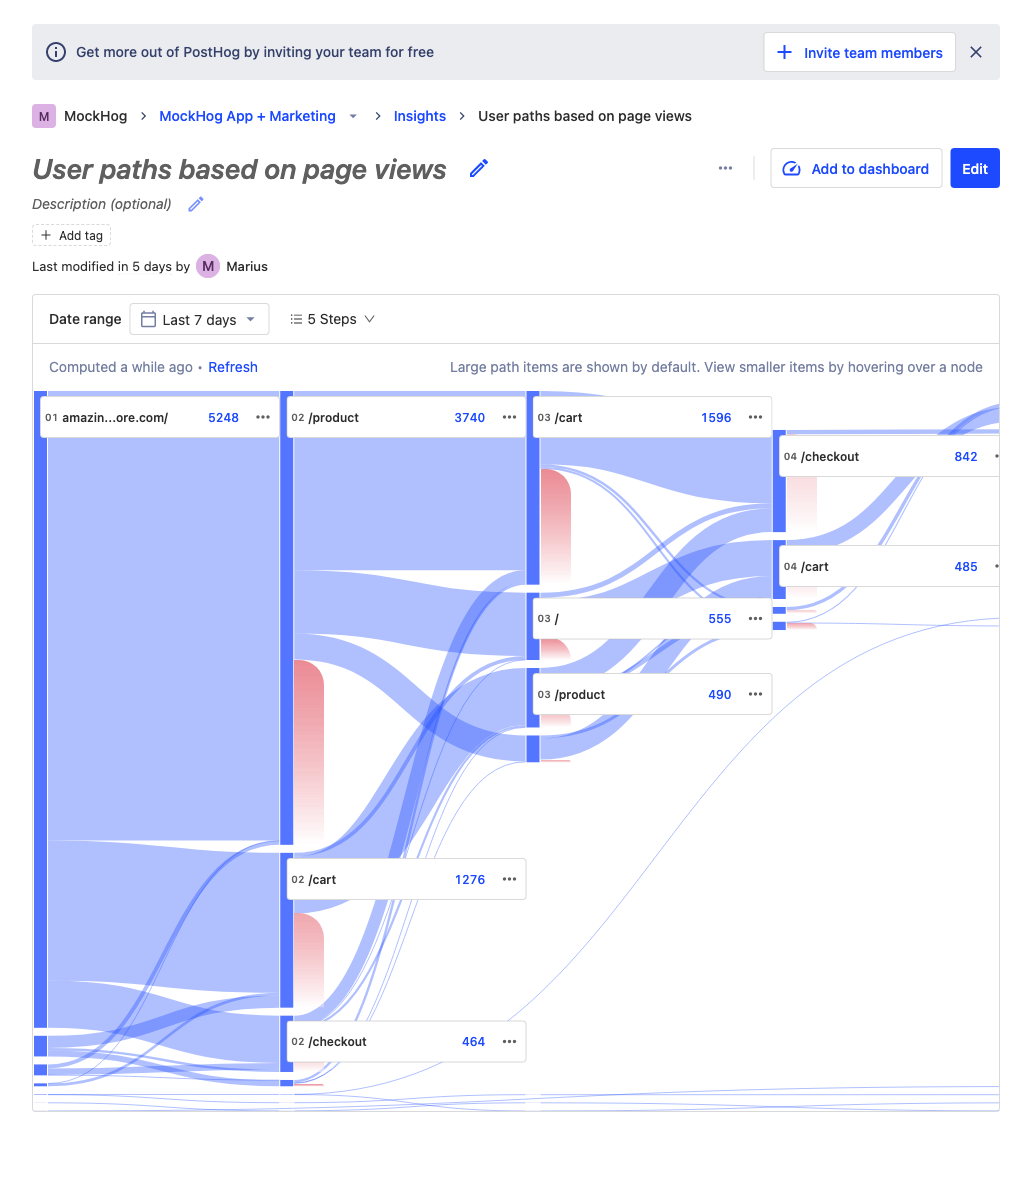 Get more out of PostHog by inviting your team for free
Invite team members
M MockHog > MockHog App + Marketing > Insights > User paths based on page views
User paths based on page views
Add to dashboard
Edit
Description (optional)
+ Add tag
Last modified in 5 days by M Marius
Date range Last 7 days 5 Steps
Computed a while ago • Refresh
Large path items are shown by default. View smaller items by hovering over a node
01 amazin...ore.com/ 5248
02 /product 3740
03 /cart 1596
04 /checkout 842
04 /cart 485
03 / 555
03 /product 490
02 /cart 1276
02 /checkout 464